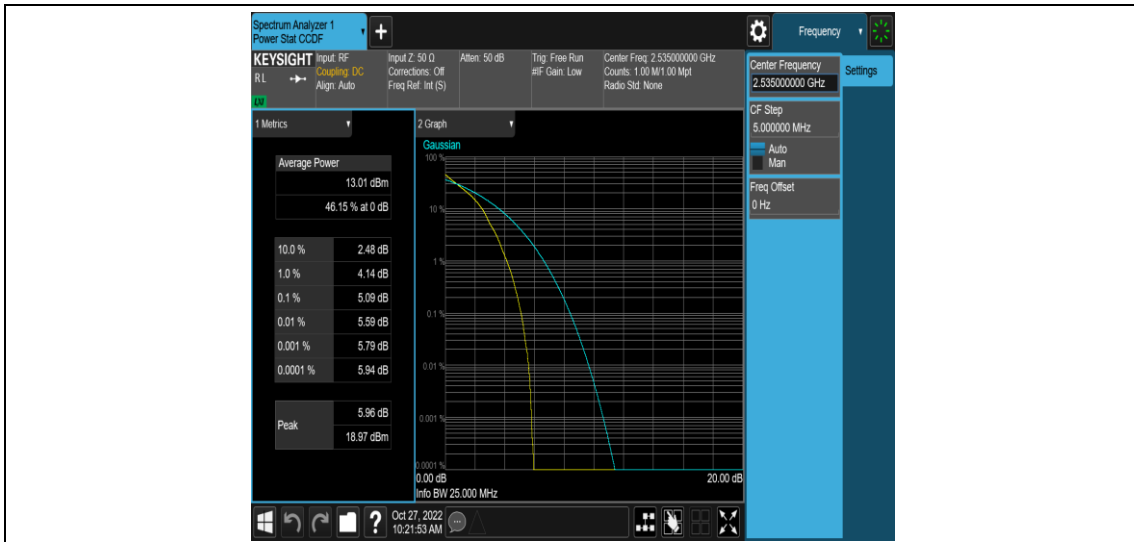 Spectrum Analyzer 1
Power Stat CCDF
Frequency
KEYSIGHT
RL
Input: RF
Coupling: DC
Align: Auto
Input Z: 50 Ω
Corrections: Off
Freq Ref: Int (S)
Atten: 50 dB
Trig: Free Run
#IF Gain: Low
Center Freq: 2.535000000 GHz
Counts: 1.00 M/1.00 Mpt
Radio Std: None
Center Frequency
2.535000000 GHz
Settings
CF Step
5.000000 MHz
Auto
Man
Freq Offset
0 Hz
1 Metrics
Average Power
13.01 dBm
46.15 % at 0 dB
10.0 % 2.48 dB
1.0 % 4.14 dB
0.1 % 5.09 dB
0.01 % 5.59 dB
0.001 % 5.79 dB
0.0001 % 5.94 dB
Peak
5.96 dB
18.97 dBm
2 Graph
Gaussian
100 %
10 %
1 %
0.1 %
0.01 %
0.001 %
0.0001 %
0.00 dB 20.00 dB
Info BW 25.000 MHz
?
Oct 27, 2022
10:21:53 AM